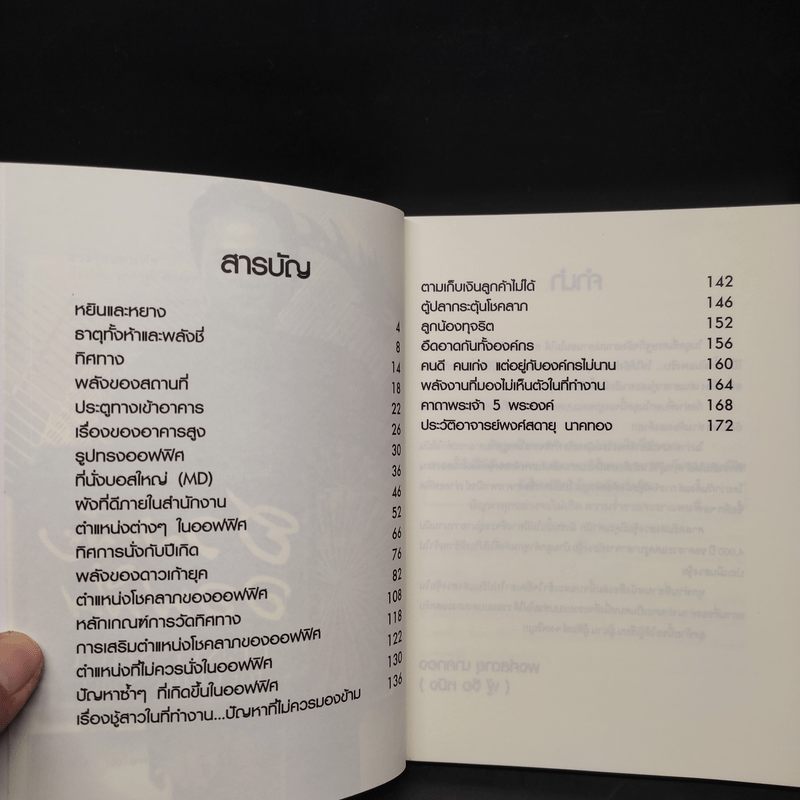 สารบัญ
หยินและหยาง 4
ธาตุทั้งห้าและพลังชี่ 8
ทิศทาง 14
พลังของสถานที่ 18
ประตูทางเข้าอาคาร 22
เรื่องของอาคารสูง 26
รูปทรงออฟฟิศ 30
ที่นั่งบอสใหญ่ (MD) 36
ผังที่ดีภายในสำนักงาน 46
ตำแหน่งต่างๆ ในออฟฟิศ 52
ทิศการนั่งกับปีเกิด 66
พลังของดาวเก้ายุค 76
ตำแหน่งโชคลาภของออฟฟิศ 82
หลักเกณฑ์การวัดทิศทาง 108
การเสริมตำแหน่งโชคลาภของออฟฟิศ 118
ตำแหน่งที่ไม่ควรนั่งในออฟฟิศ 122
ปัญหาซ้ำๆ ที่เกิดขึ้นในออฟฟิศ 130
เรื่องชู้สาวในที่ทำงาน...ปัญหาที่ไม่ควรมองข้าม 136
ตามเก็บเงินลูกค้าไม่ได้ 142
ตู้ปลากระตุ้นโชคลาภ 146
ลูกน้องทุจริต 152
อึดอาดกันทั้งองค์กร 156
คนดี คนเก่ง แต่อยู่กับองค์กรไม่นาน 160
พลังงานที่มองไม่เห็นตัวในที่ทำงาน 164
คาถาพระเจ้า 5 พระองค์ 168
ประวัติอาจารย์พงค์สดายุ นาคทอง 172